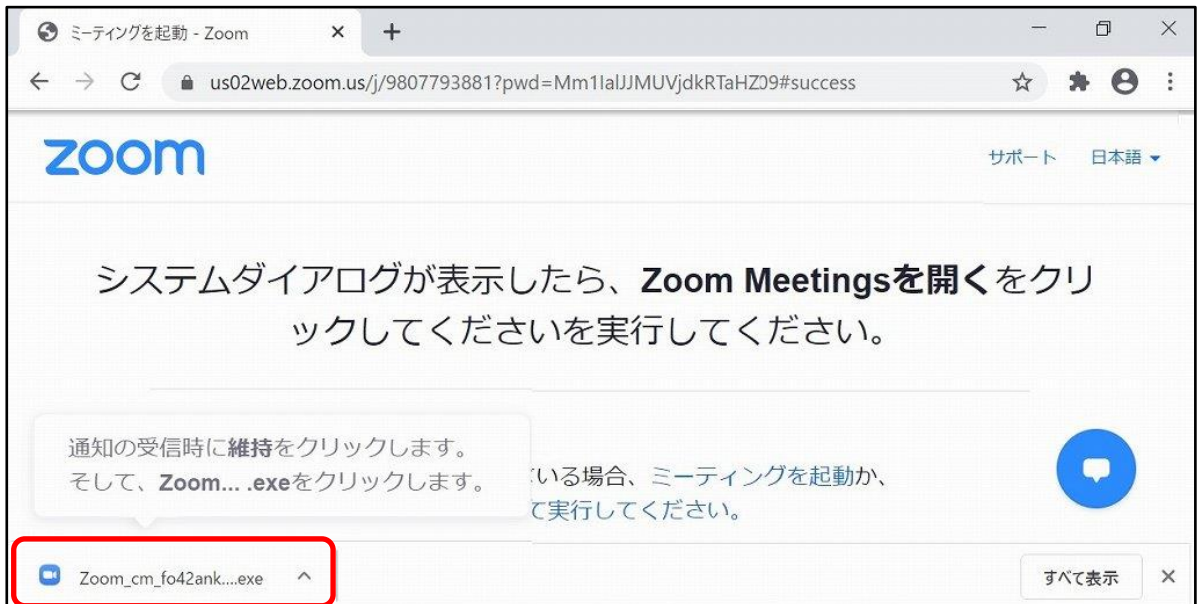 ミーティングを起動 - Zoom
us02web.zoom.us/j/9807793881?pwd=Mm1IalJJMUVjdkRTaHZ09#success
zoom
サポート 日本語
システムダイアログが表示したら、Zoom Meetingsを開くをクリ
ックしてくださいを実行してください。
通知の受信時に維持をクリックします。
そして、Zoom... .exeをクリックします。
いる場合、ミーティングを起動か、
て実行してください。
Zoom_cm_fo42ank....exe
すべて表示